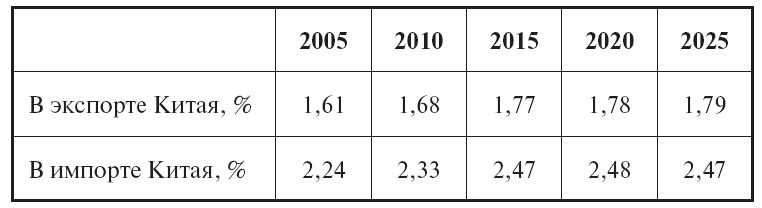 2005 2010 2015 2020 2025
В экспорте Китая, % 1,61 1,68 1,77 1,78 1,79
В импорте Китая, % 2,24 2,33 2,47 2,48 2,47